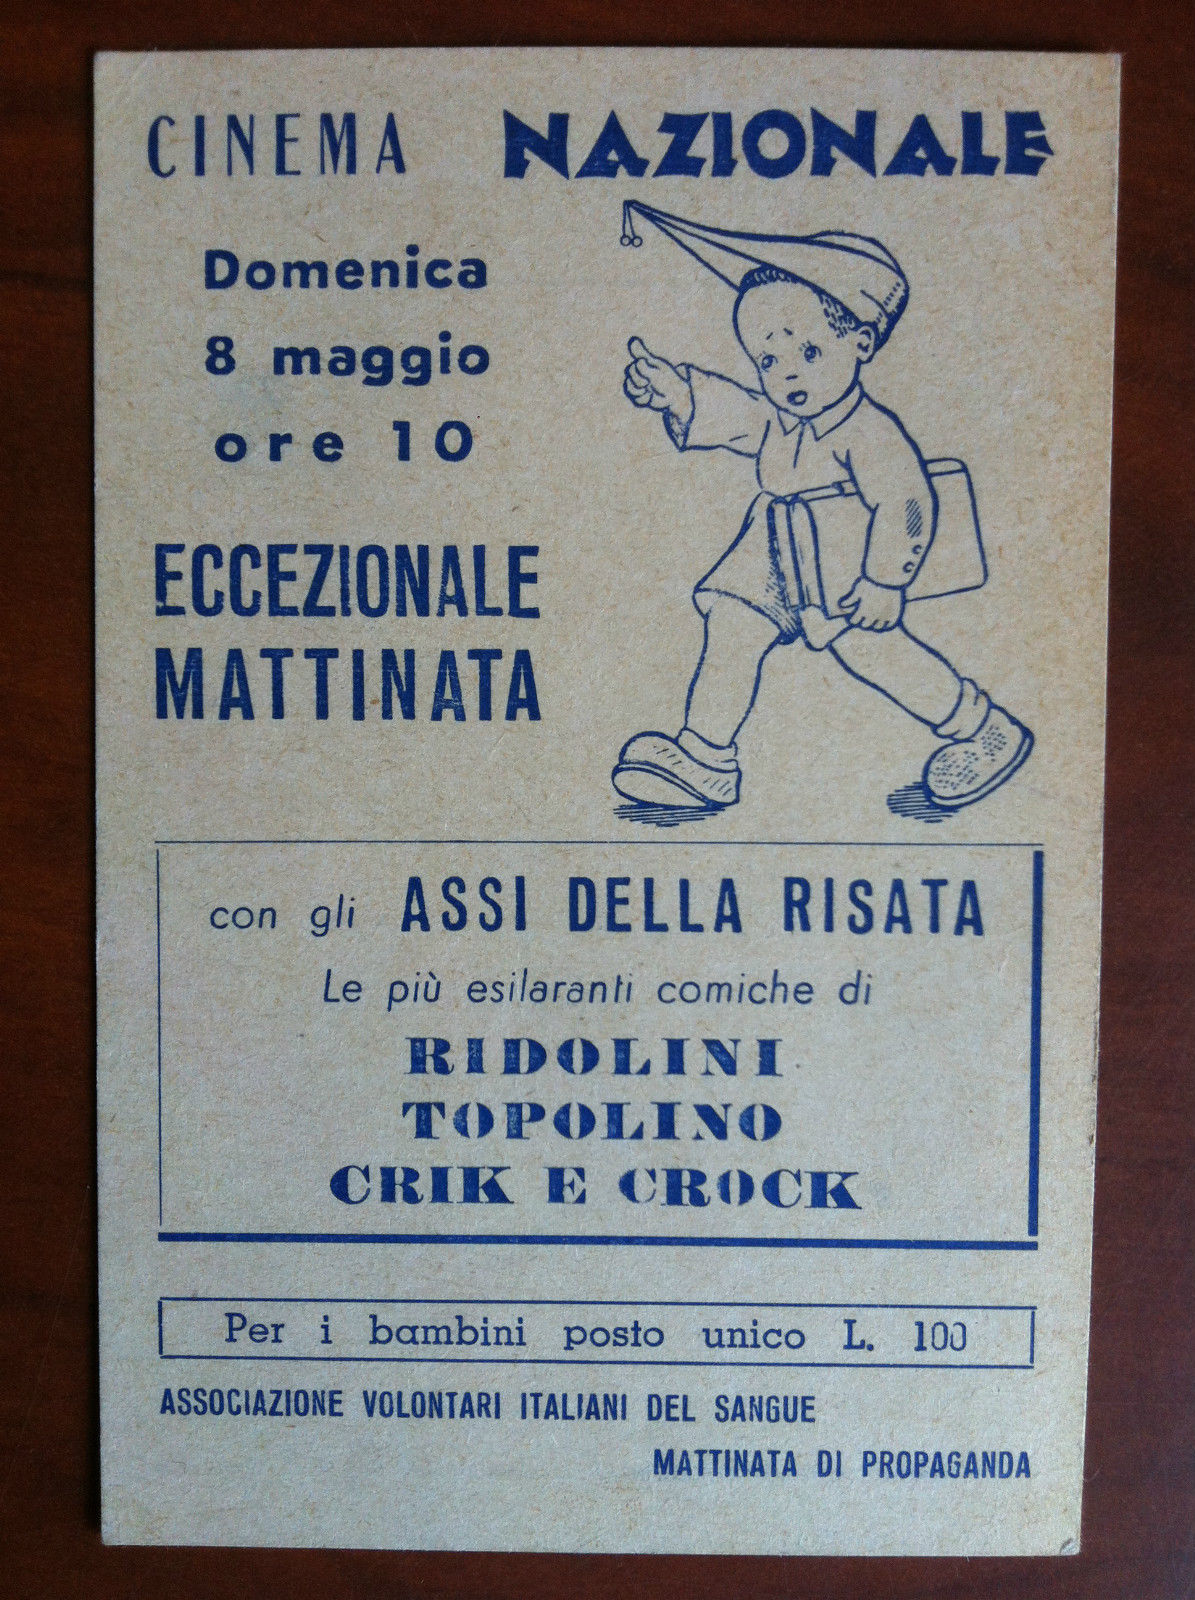 CINEMA NAZIONALE
Domenica
8 maggio
ore 10
ECCEZIONALE
MATTINATA
con gli ASSI DELLA RISATA
Le più esilaranti comiche di
RIDOLINI
TOPOLINO
CRIK E CROCK
Per i bambini posto unico L. 100
ASSOCIAZIONE VOLONTARI ITALIANI DEL SANGUE
MATTINATA DI PROPAGANDA